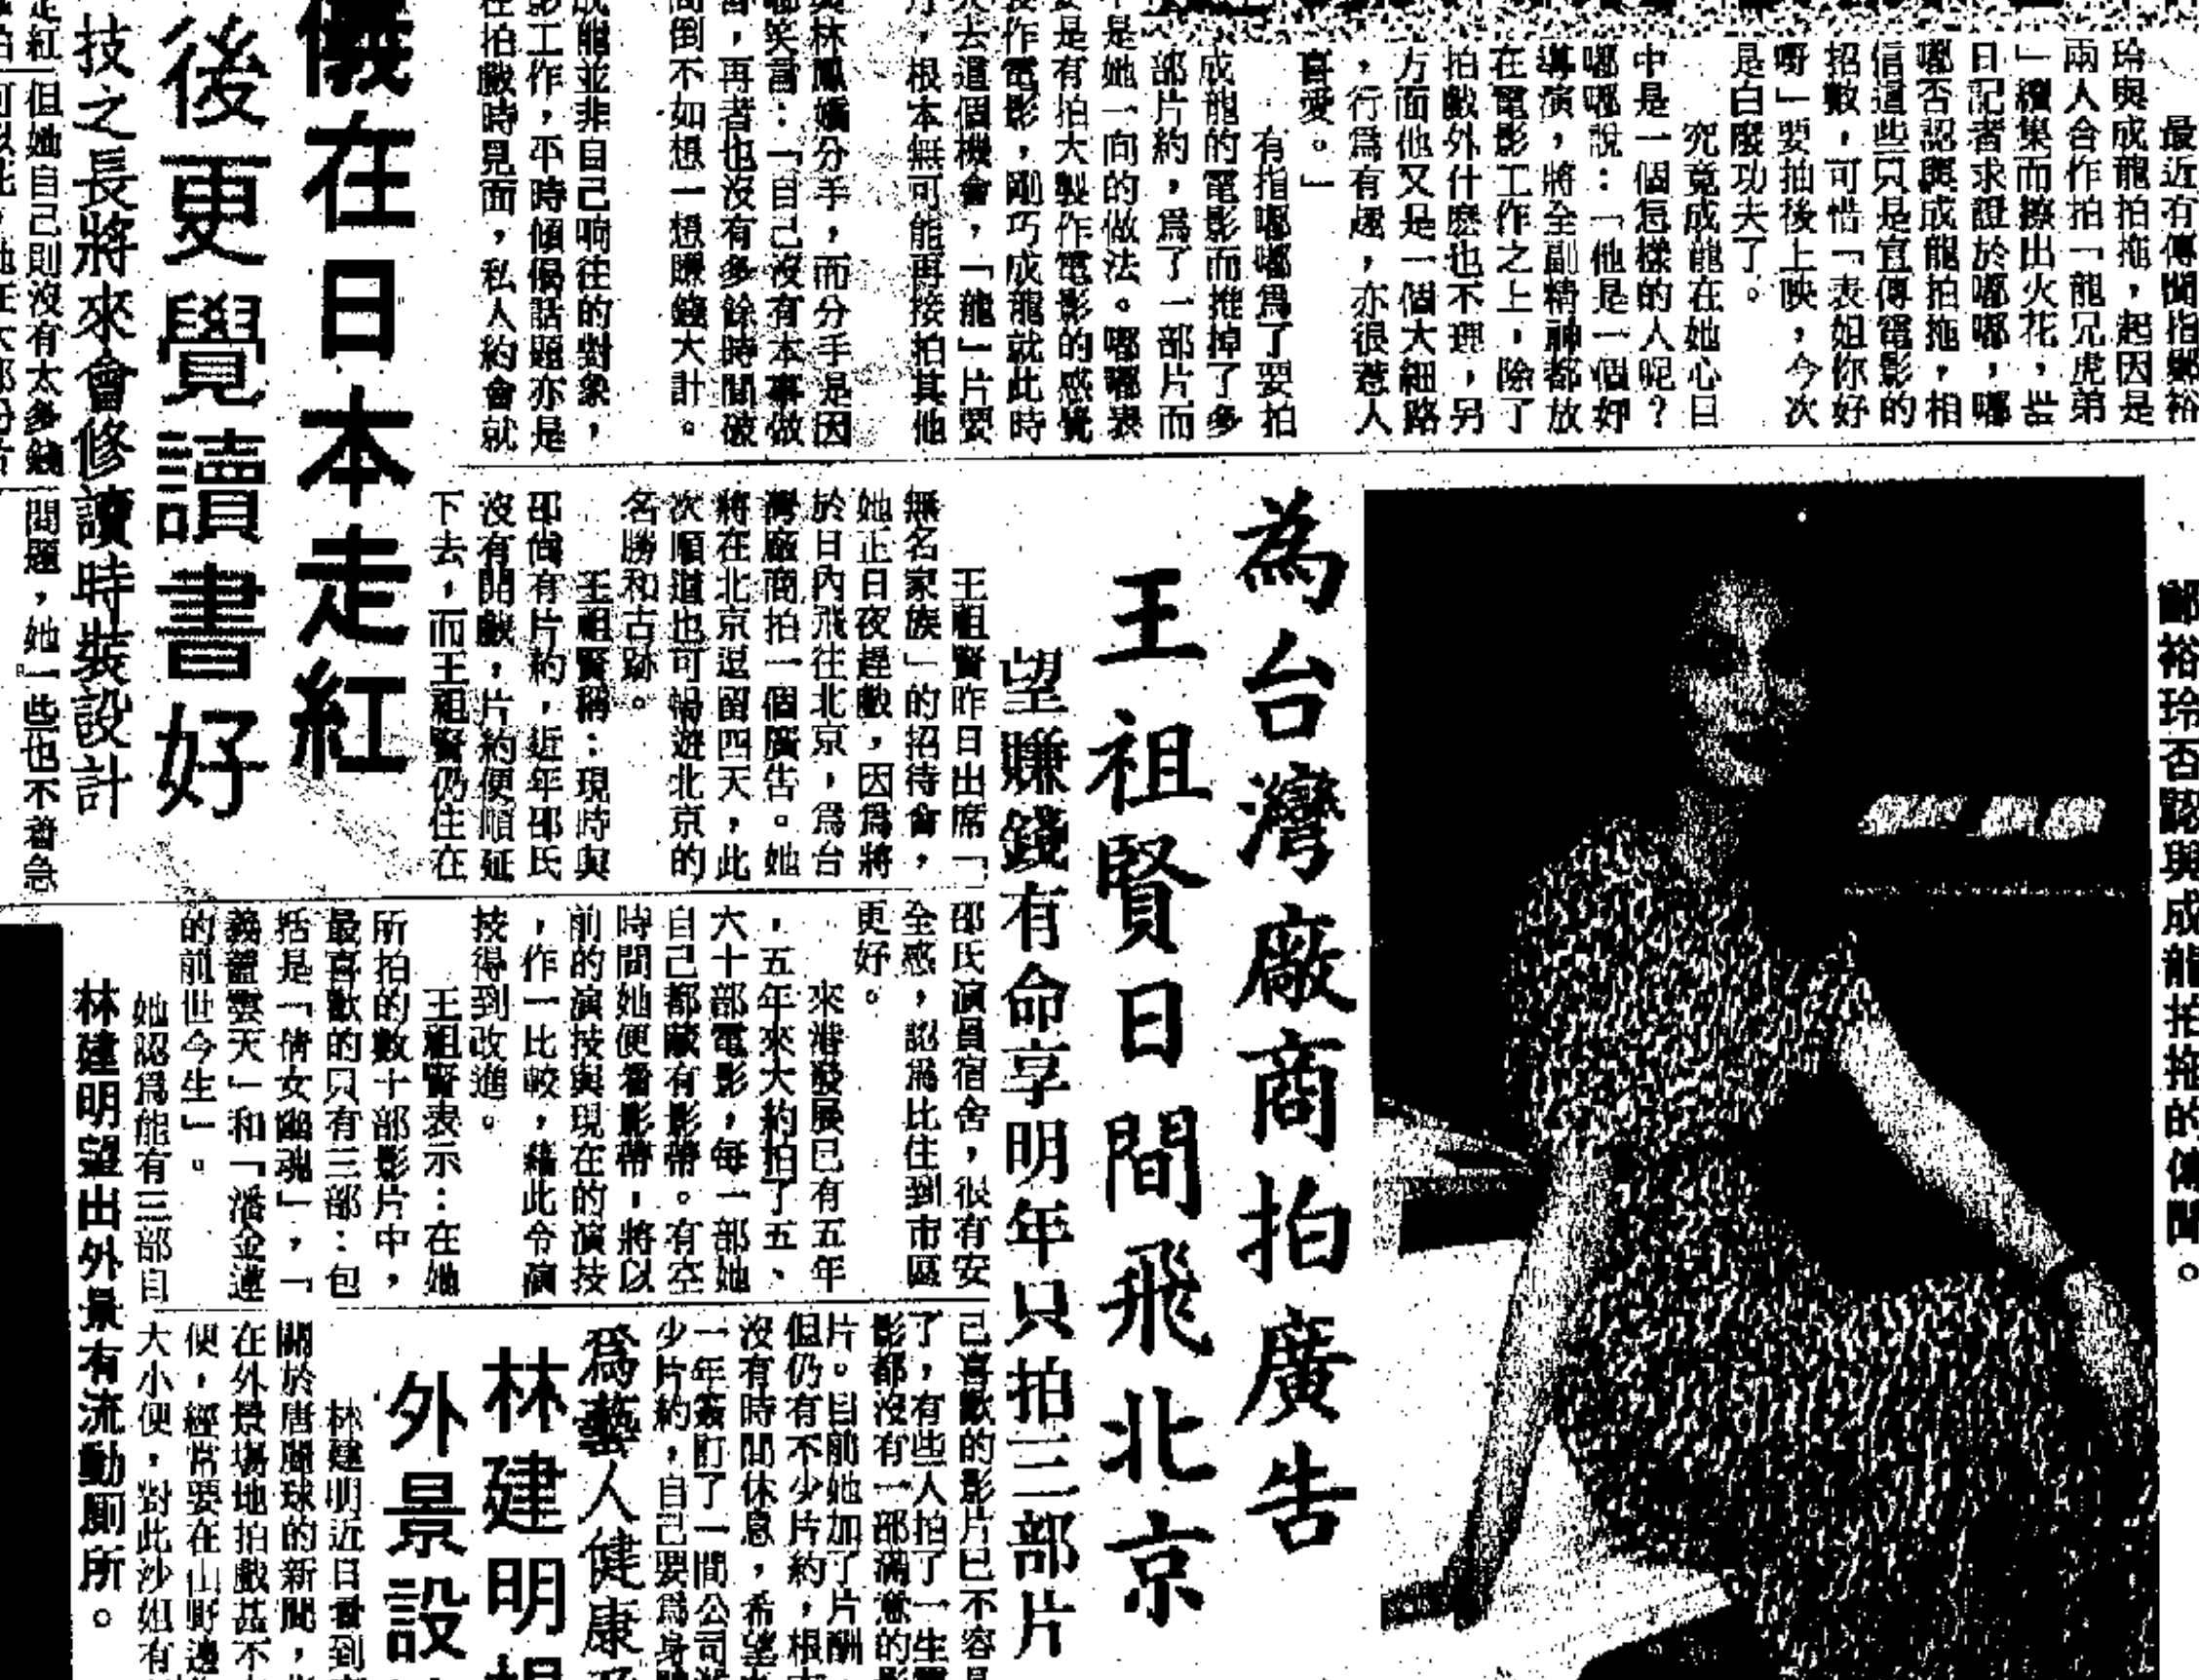 最近有傳聞指鄭裕
玲與成龍拍拖，起因是
兩人合作拍「龍兄虎弟
」續集而擦出火花，昔
日記者求證於嘟嘟，嘟
嘟否認與成龍拍拖，相
信這些只是宣傳電影的
招數，可惜「表姐你好
嘢」要抽後上映，今次
是白廢功夫了。
究竟成龍在她心目
中是一個怎樣的人呢？
嘟嘟說：「他是一個好
導演，將全副精神都放
在電影工作之上，除了
拍戲外什麽也不理，另
方面他又是一個大細路
，行爲有趣，亦很惹人
喜愛。」
有指嘟嘟爲了要拍
成龍的電影而推掉了多
部片約，爲了一部片而
不是她一向的做法。嘟嘟表
是有拍大製作電影的感覺
作電影，剛巧成龍就此時
去這個機會，「龍」片要
，根本無可能再接拍其他
林鳳嬌分手，而分手是因
嘟笑言：「自己沒有本事做
，再者也沒有多餘時間破
倒不如想一想賺錢大計。
成龍並非自己响往的對象，
影工作，平時傾偈話題亦是
在拍戲時見面，私人約會就
鄭裕玲否認與成龍拍拖的傳聞。
為台灣廠商拍廣告
王祖賢日間飛北京
望賺錢有命享明年只拍三部片
王祖賢昨日出席「
無名家族」的招待會，
她正日夜趕戲，因爲將
於日內飛往北京，爲台
灣廠商拍一個廣告。她
將在北京逗留四天，此
次順道也可暢遊北京的
名勝和古跡。
王祖賢稱：現時與
邵尙有片約，近年邵氏
沒有開戲，片約便順延
下去，而王祖賢仍住在
邵氏演員宿舍，很有安
全感，認爲比住到市區
更好。
來港發展已有五年
，五年來大約拍了五、
六十部電影，每一部她
自己都藏有影帶。有空
時間她便看影帶，將以
前的演技與現在的演技
，作一比較，藉此令演
技得到改進。
王祖賢表示：在她
所拍的數十部影片中，
最喜歡的只有三部：包
括是「倩女幽魂」，「
義蓋雲天」和「潘金蓮
的前世今生」。
她認爲能有三部自
己喜歡的影片已不容易
了，有些人拍了一生電
影都沒有一部滿意的影
片。目前她加了片酬，
但仍有不少片約，根本
沒有時間休息，希望
一年簽訂了一間公司
少片約，自己要爲身
儀在日本走紅
後更覺讀書好
技之長將來會修讀時裝設計
但她自己則沒有太多錢
問題，她一些也不着急
爲藝人健康
林建明
外景設
林建明近日看到
關於唐闢球的新聞，
在外景場地拍戲甚不
便，經常要在山野邊
大小便，對此沙姐有
林建明望出外景有流動厠所。